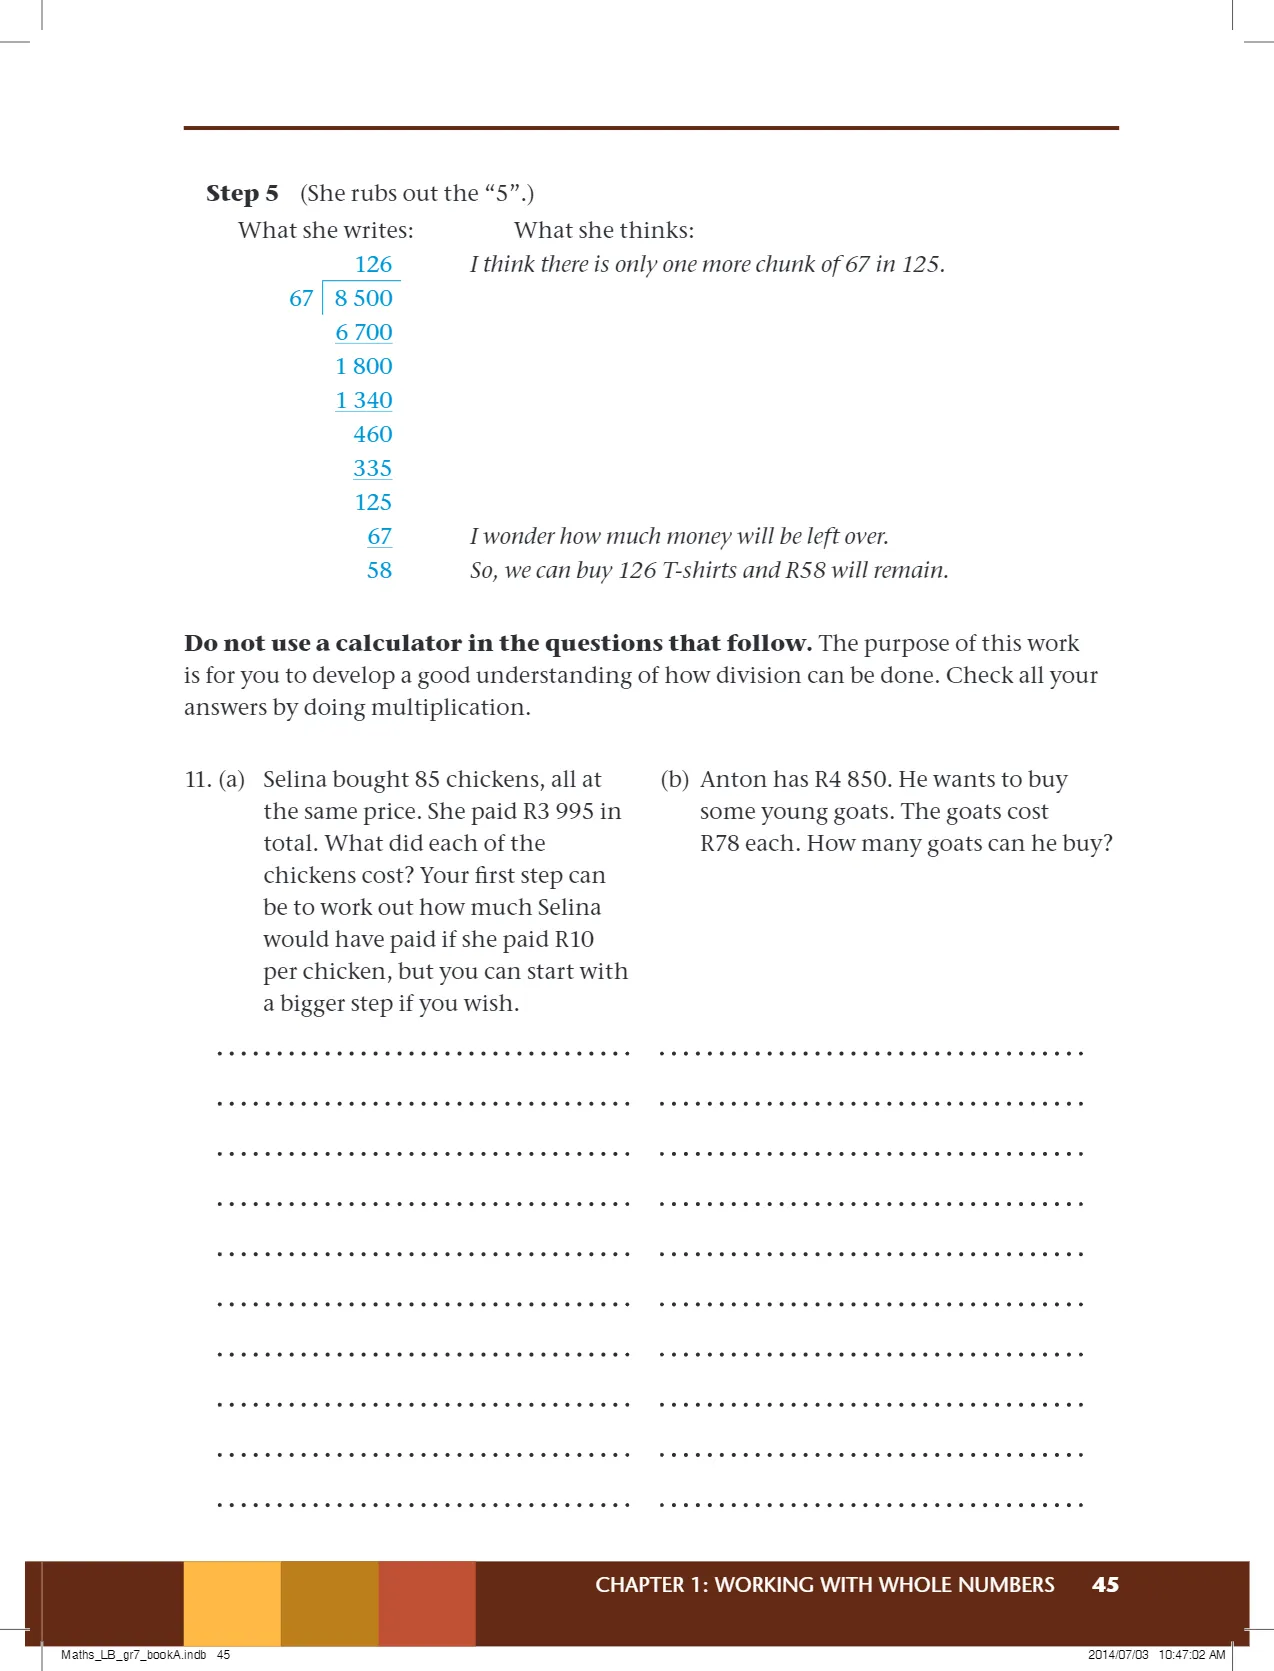 Step 5 (She rubs out the “5”.)
What she writes: What she thinks:
126 I think there is only one more chunk of 67 in 125.
67 8 500
6 700
1 800
1 340
460
335
125
67 I wonder how much money will be left over.
58 So, we can buy 126 T-shirts and R58 will remain.
Do not use a calculator in the questions that follow. The purpose of this work
is for you to develop a good understanding of how division can be done. Check all your
answers by doing multiplication.
11. (a) Selina bought 85 chickens, all at
the same price. She paid R3 995 in
total. What did each of the
chickens cost? Your first step can
be to work out how much Selina
would have paid if she paid R10
per chicken, but you can start with
a bigger step if you wish.
(b) Anton has R4 850. He wants to buy
some young goats. The goats cost
R78 each. How many goats can he buy?
CHAPTER 1: WORKING WITH WHOLE NUMBERS 45
Maths_LB_gr7_bookA.indb 45 2014/07/03 10:47:02 AM